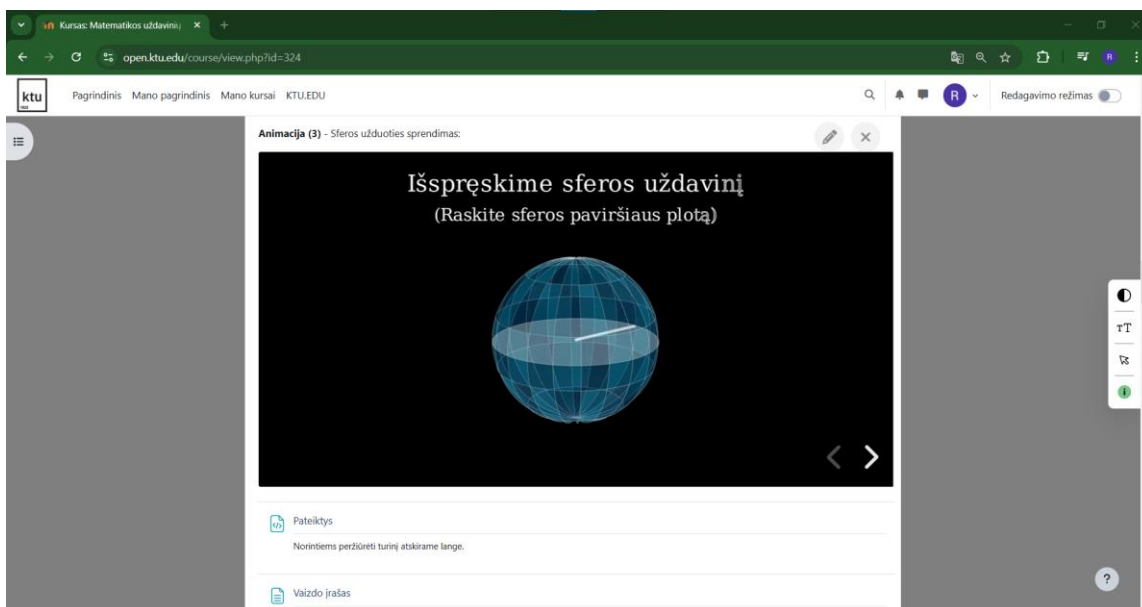 Kursas: Matematikos uždavinių
open.ktu.edu/course/view.php?id=324
R
ktu
1922
Pagrindinis Mano pagrindinis Mano kursai KTU.EDU
R
Redagavimo režimas
Animacija (3) - Sferos užduoties sprendimas:
Išspręskime sferos uždavinį
(Raskite sferos paviršiaus plotą)
тT
Pateiktys
Norintiems peržiūrėti turinį atskirame lange.
?
Vaizdo įrašas